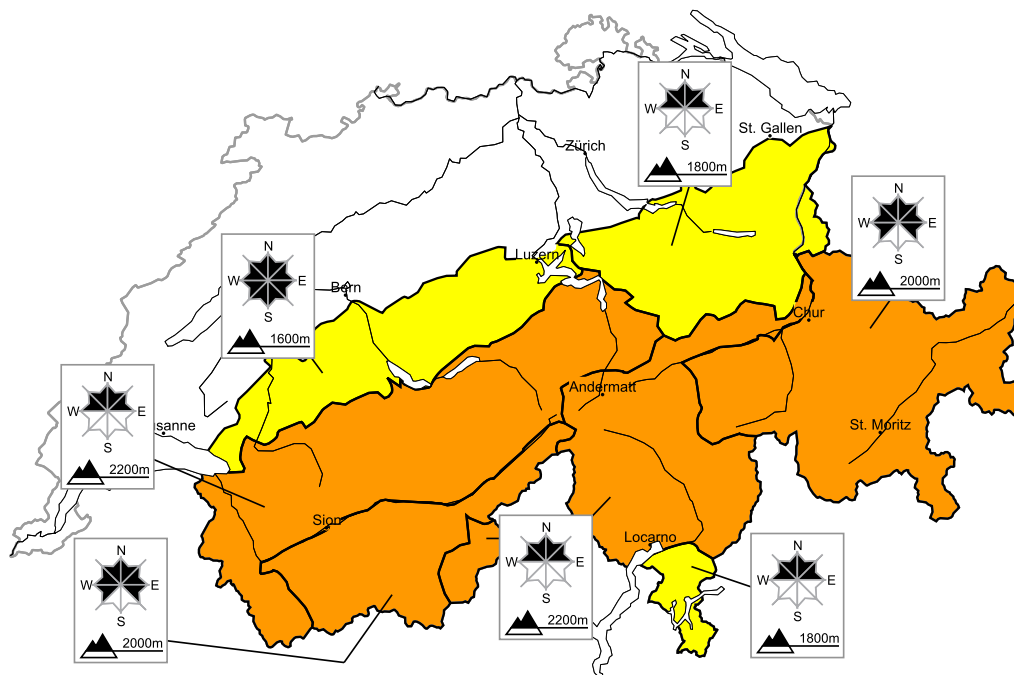 N
W E
S
1800m
St. Gallen
Zürich
N
W E
S
2000m
N
W E
S
1600m
Luzern
Bern
Chur
N
W E
S
2200m
Andermatt
sanne
St. Moritz
Sion
Locarno
N
W E
S
2200m
N
W E
S
2000m
N
W E
S
1800m